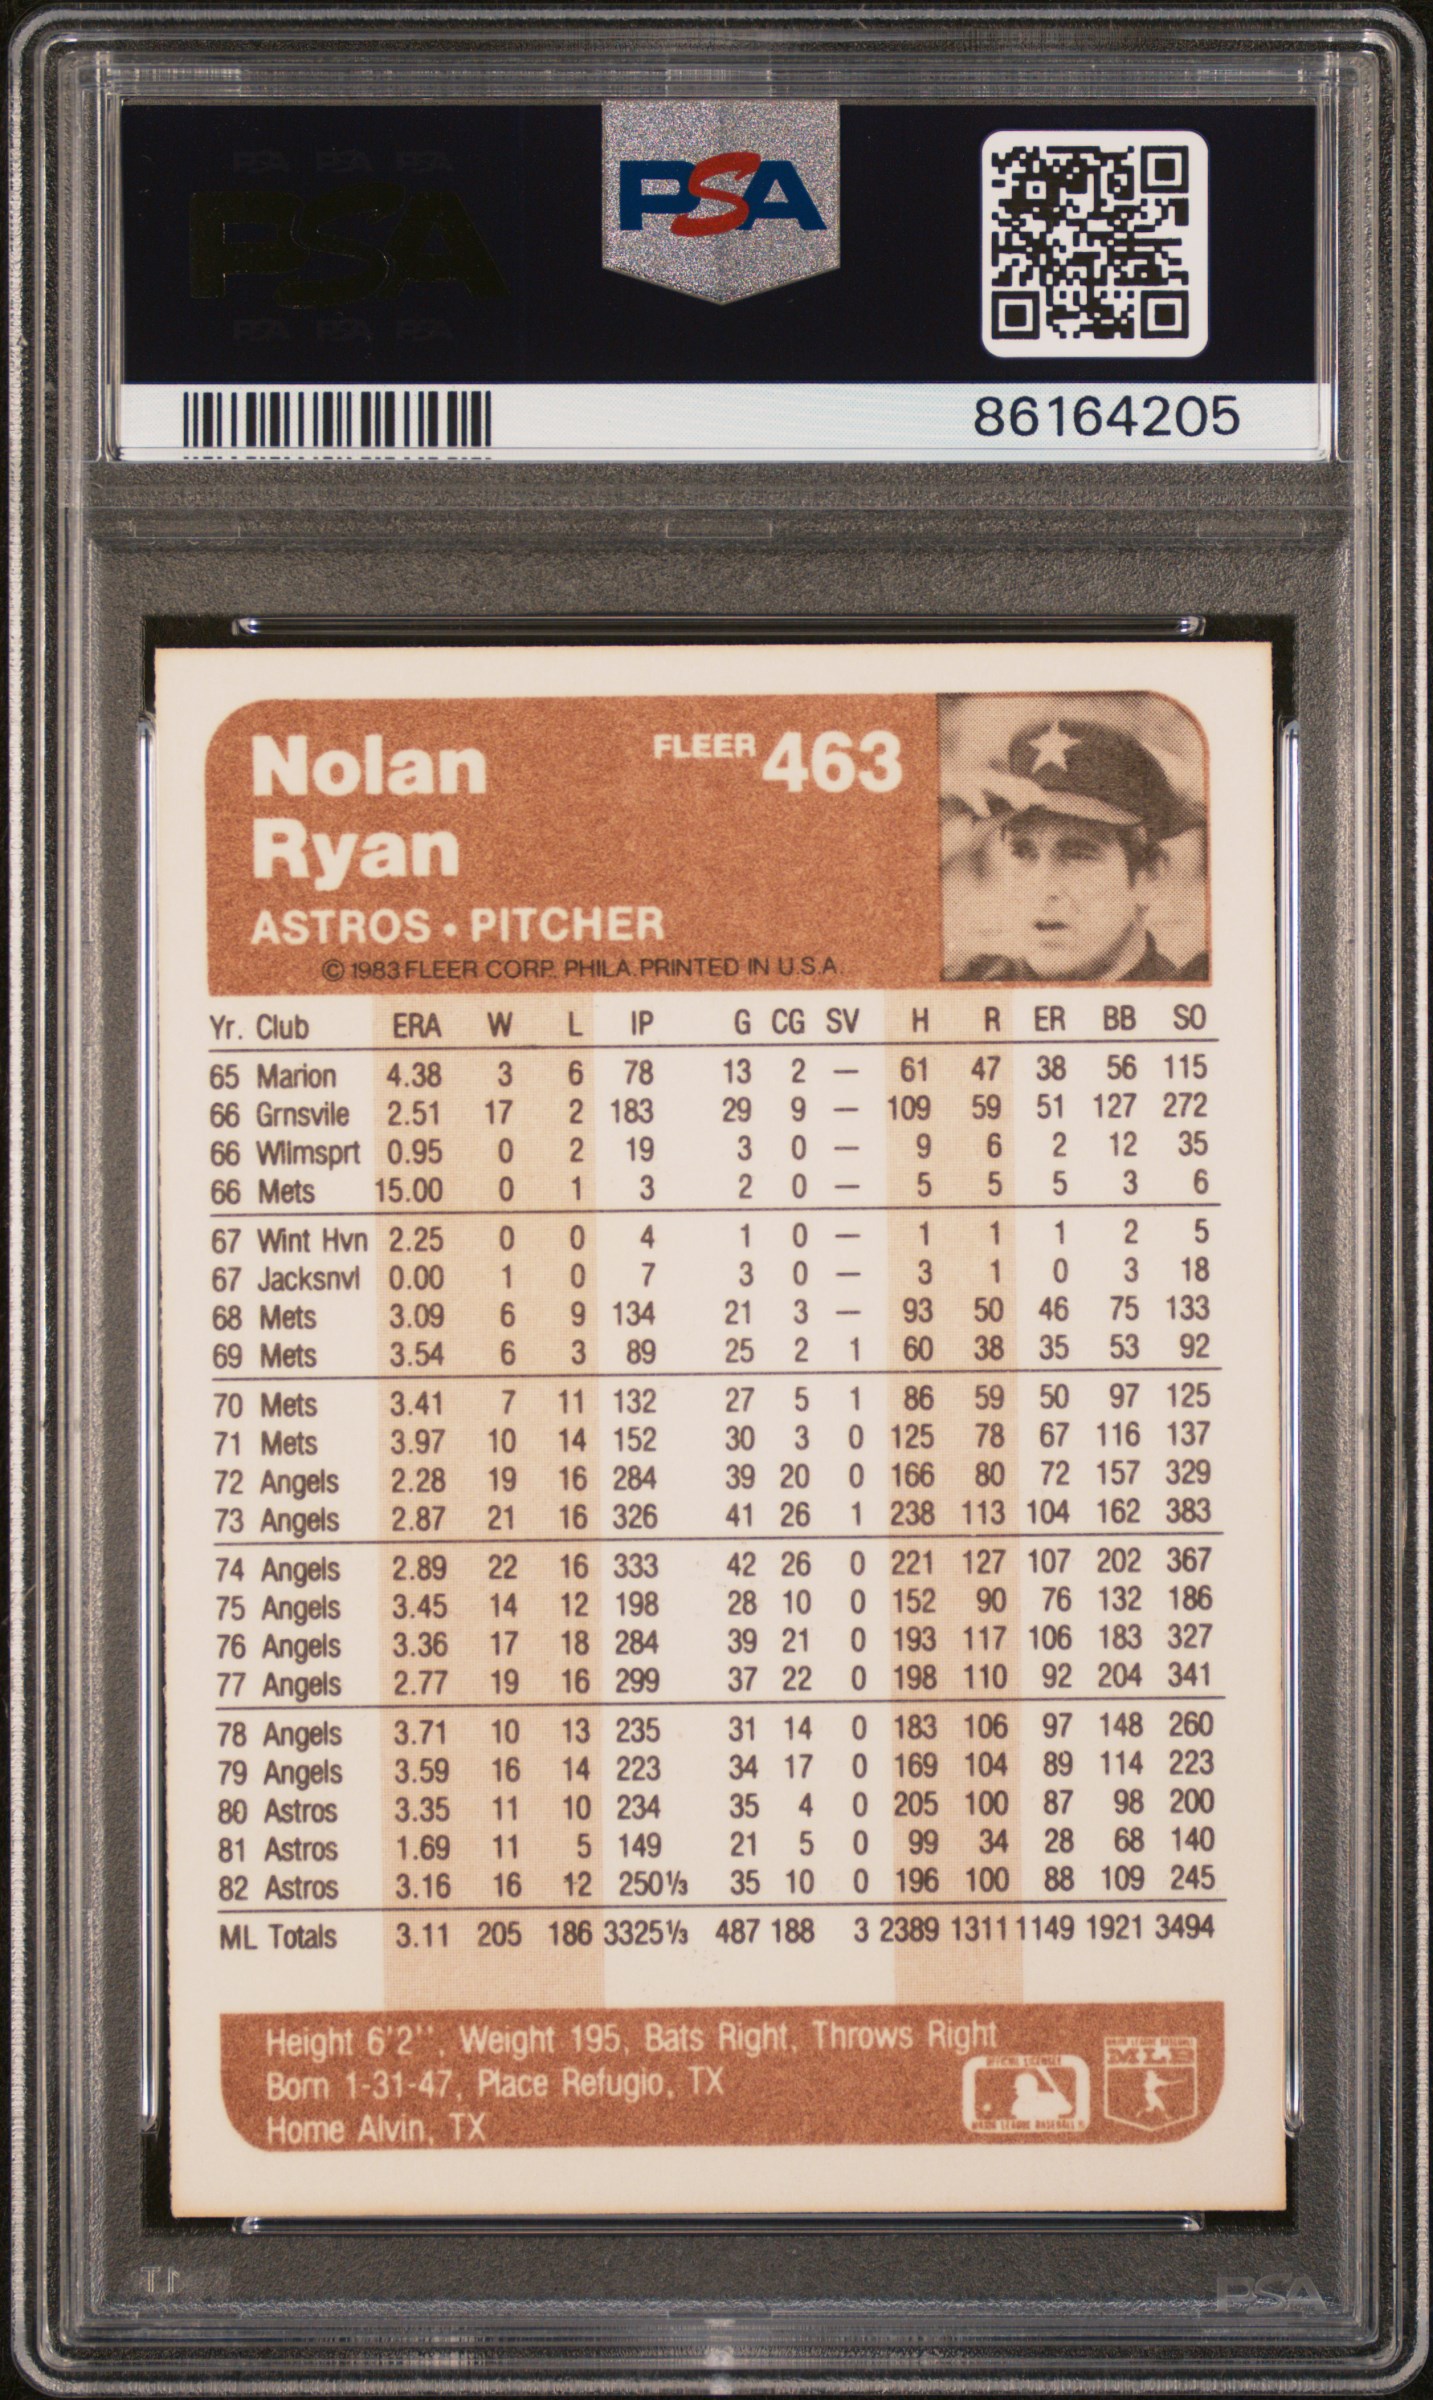 PSA PSA PSA
PSA
PSA PSA PSA
PSA
86164205
Nolan
Ryan
FLEER 463
ASTROS • PITCHER
© 1983 FLEER CORP. PHILA. PRINTED IN U.S.A.
Yr. Club ERA W L IP G CG SV H R ER BB SO
65 Marion 4.38 3 6 78 13 2 — 61 47 38 56 115
66 Grnsvile 2.51 17 2 183 29 9 — 109 59 51 127 272
66 Wllmsprt 0.95 0 2 19 3 0 — 9 6 2 12 35
66 Mets 15.00 0 1 3 2 0 — 5 5 5 3 6
67 Wint Hvn 2.25 0 0 4 1 0 — 1 1 1 2 5
67 Jacksnvl 0.00 1 0 7 3 0 — 3 1 0 3 18
68 Mets 3.09 6 9 134 21 3 — 93 50 46 75 133
69 Mets 3.54 6 3 89 25 2 1 60 38 35 53 92
70 Mets 3.41 7 11 132 27 5 1 86 59 50 97 125
71 Mets 3.97 10 14 152 30 3 0 125 78 67 116 137
72 Angels 2.28 19 16 284 39 20 0 166 80 72 157 329
73 Angels 2.87 21 16 326 41 26 1 238 113 104 162 383
74 Angels 2.89 22 16 333 42 26 0 221 127 107 202 367
75 Angels 3.45 14 12 198 28 10 0 152 90 76 132 186
76 Angels 3.36 17 18 284 39 21 0 193 117 106 183 327
77 Angels 2.77 19 16 299 37 22 0 198 110 92 204 341
78 Angels 3.71 10 13 235 31 14 0 183 106 97 148 260
79 Angels 3.59 16 14 223 34 17 0 169 104 89 114 223
80 Astros 3.35 11 10 234 35 4 0 205 100 87 98 200
81 Astros 1.69 11 5 149 21 5 0 99 34 28 68 140
82 Astros 3.16 16 12 250⅓ 35 10 0 196 100 88 109 245
ML Totals 3.11 205 186 3325⅓ 487 188 3 2389 1311 1149 1921 3494
Height 6'2'', Weight 195, Bats Right, Throws Right
Born 1-31-47, Place Refugio, TX
Home Alvin, TX
OFFICIAL LICENSEE
MAJOR LEAGUE BASEBALL
MLB
PSA